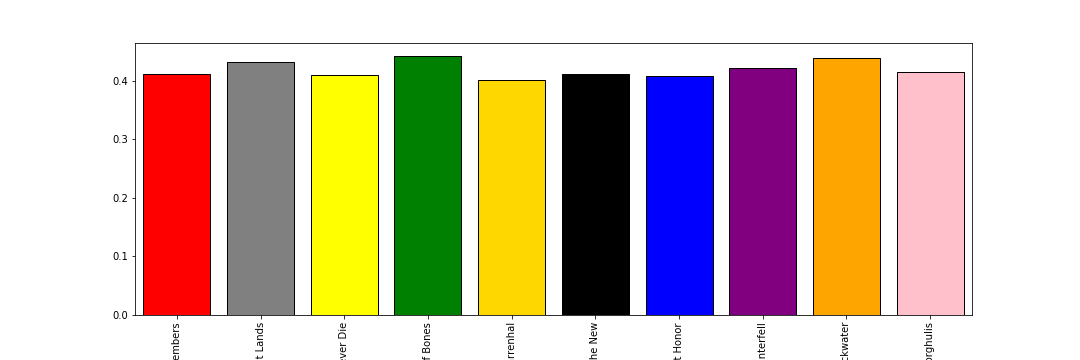 0.4
0.3
0.2
0.1
0.0
embers
t Lands
ver Die
f Bones
rrenhal
he New
t Honor
nterfell
ckwater
orghulis